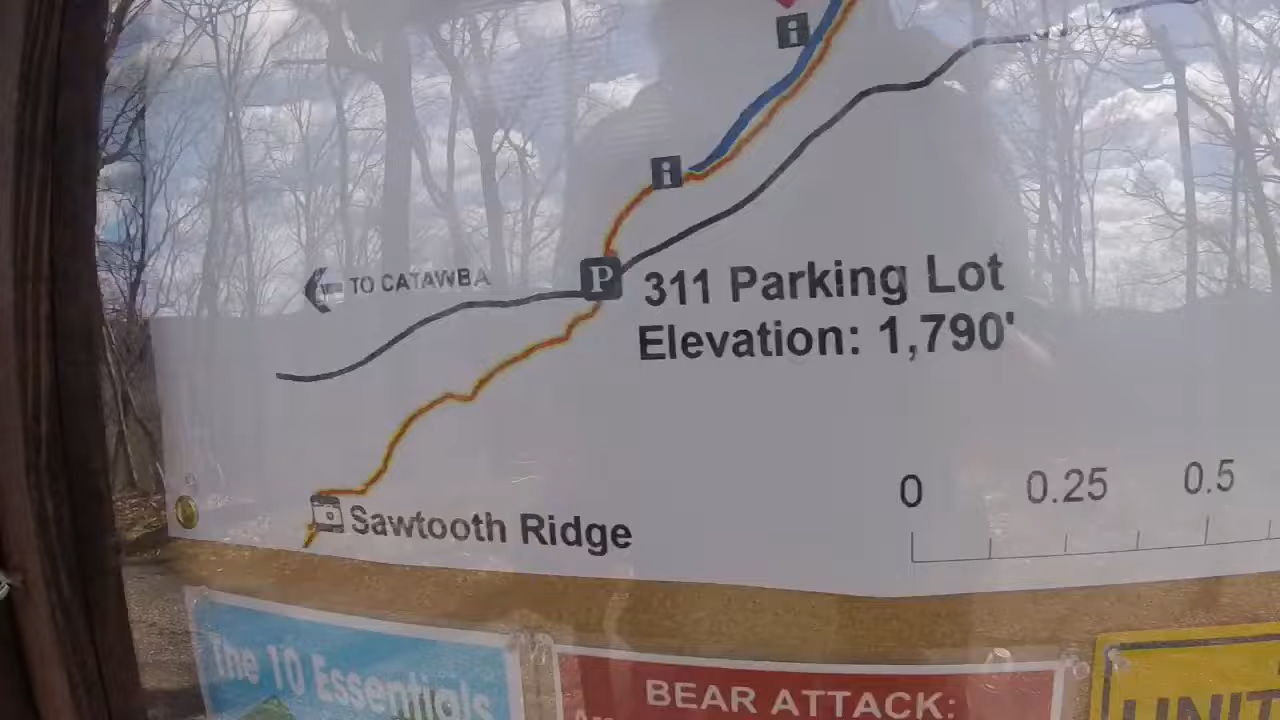 i
i
TO CATAWBA
P
311 Parking Lot
Elevation: 1,790'
0 0.25 0.5
Sawtooth Ridge
The 10 Essentials
BEAR ATTACK: